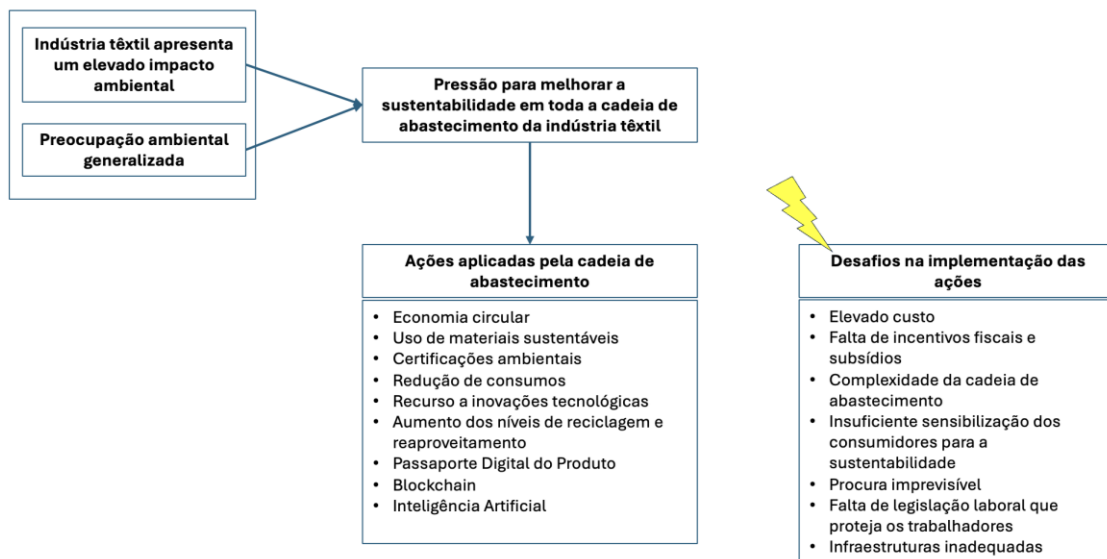 Indústria têxtil apresenta
um elevado impacto
ambiental
Preocupação ambiental
generalizada
Pressão para melhorar a
sustentabilidade em toda a cadeia de
abastecimento da indústria têxtil
Ações aplicadas pela cadeia de
abastecimento
• Economia circular
• Uso de materiais sustentáveis
• Certificações ambientais
• Redução de consumos
• Recurso a inovações tecnológicas
• Aumento dos níveis de reciclagem e
reaproveitamento
• Passaporte Digital do Produto
• Blockchain
• Inteligência Artificial
Desafios na implementação das
ações
• Elevado custo
• Falta de incentivos fiscais e
subsídios
• Complexidade da cadeia de
abastecimento
• Insuficiente sensibilização dos
consumidores para a
sustentabilidade
• Procura imprevisível
• Falta de legislação laboral que
proteja os trabalhadores
• Infraestruturas inadequadas